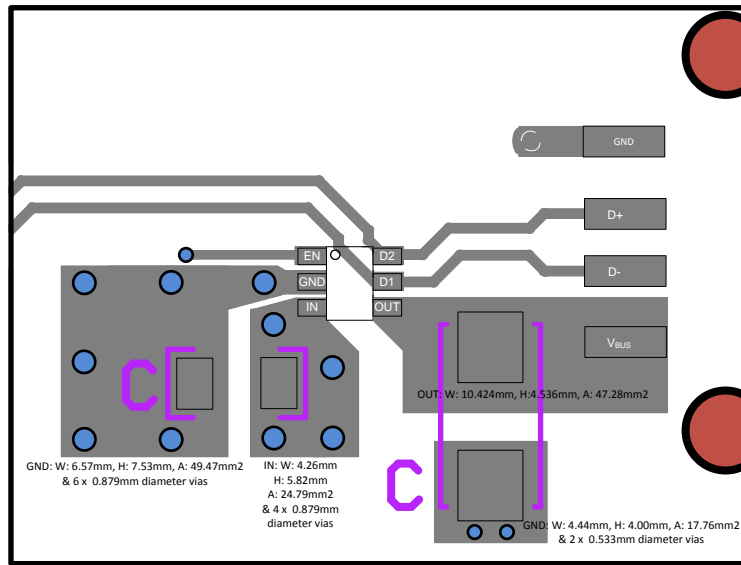 GND
D+
EN
D2
D-
GND
D1
IN
OUT
VBUS
OUT: W: 10.424mm, H:4.536mm, A: 47.28mm2
GND: W: 6.57mm, H: 7.53mm, A: 49.47mm2
& 6 x 0.879mm diameter vias
IN: W: 4.26mm
H: 5.82mm
A: 24.79mm2
& 4 x 0.879mm
diameter vias
C
C
GND: W: 4.44mm, H: 4.00mm, A: 17.76mm2
& 2 x 0.533mm diameter vias